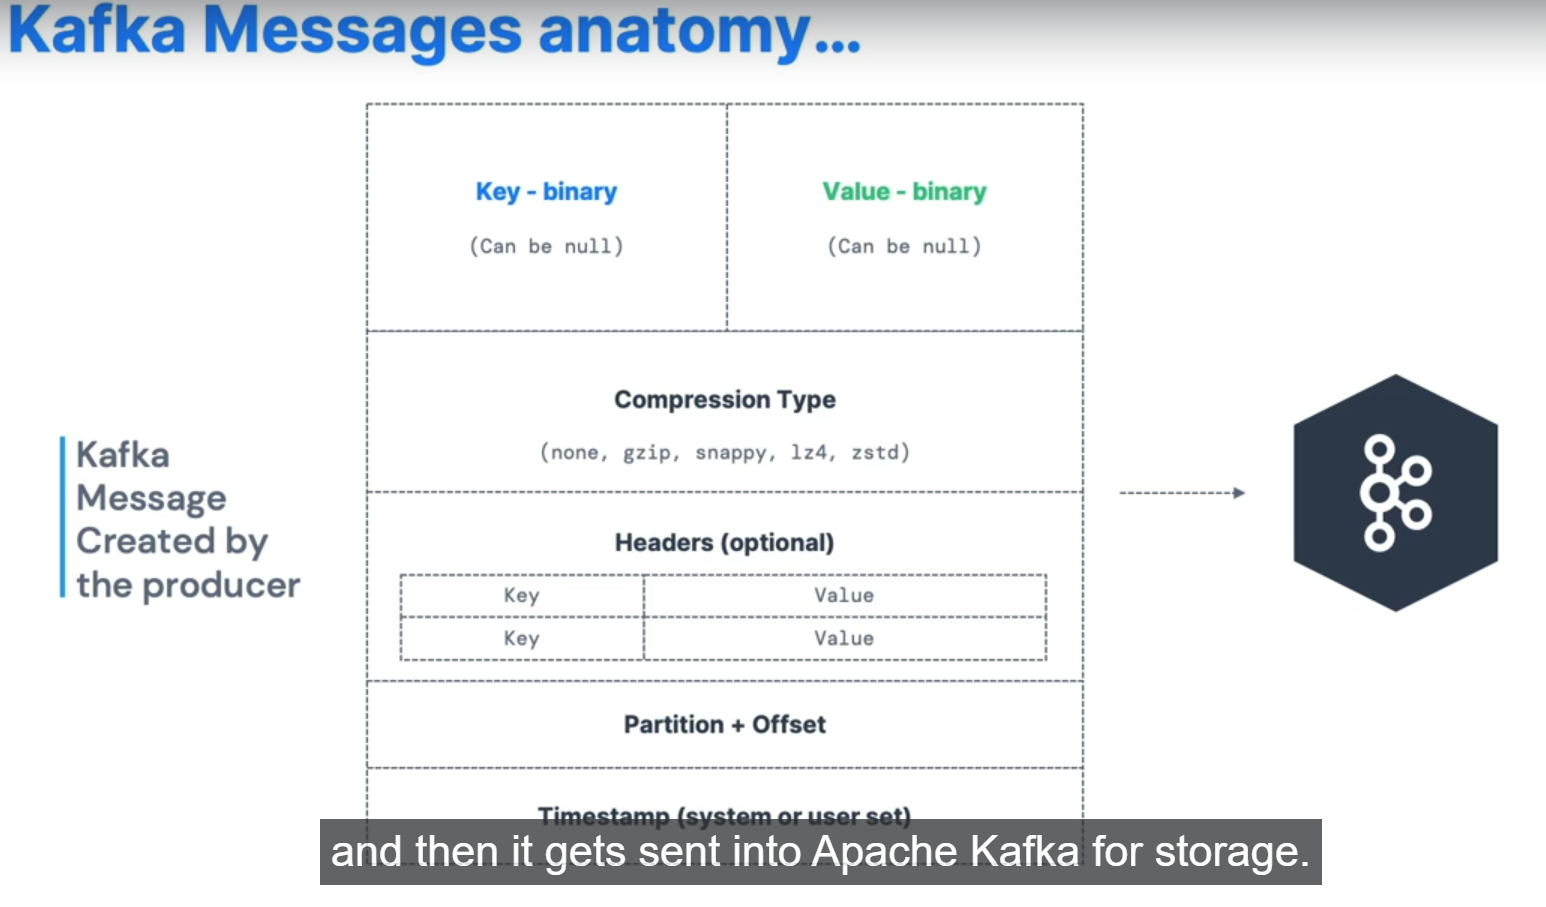 Kafka Messages anatomy...
Key - binary
(Can be null)
Value - binary
(Can be null)
Compression Type
(none, gzip, snappy, lz4, zstd)
Kafka
Message
Created by
the producer
Headers (optional)
Key Value
Key Value
Partition + Offset
Timestamp (system or user set)
and then it gets sent into Apache Kafka for storage.